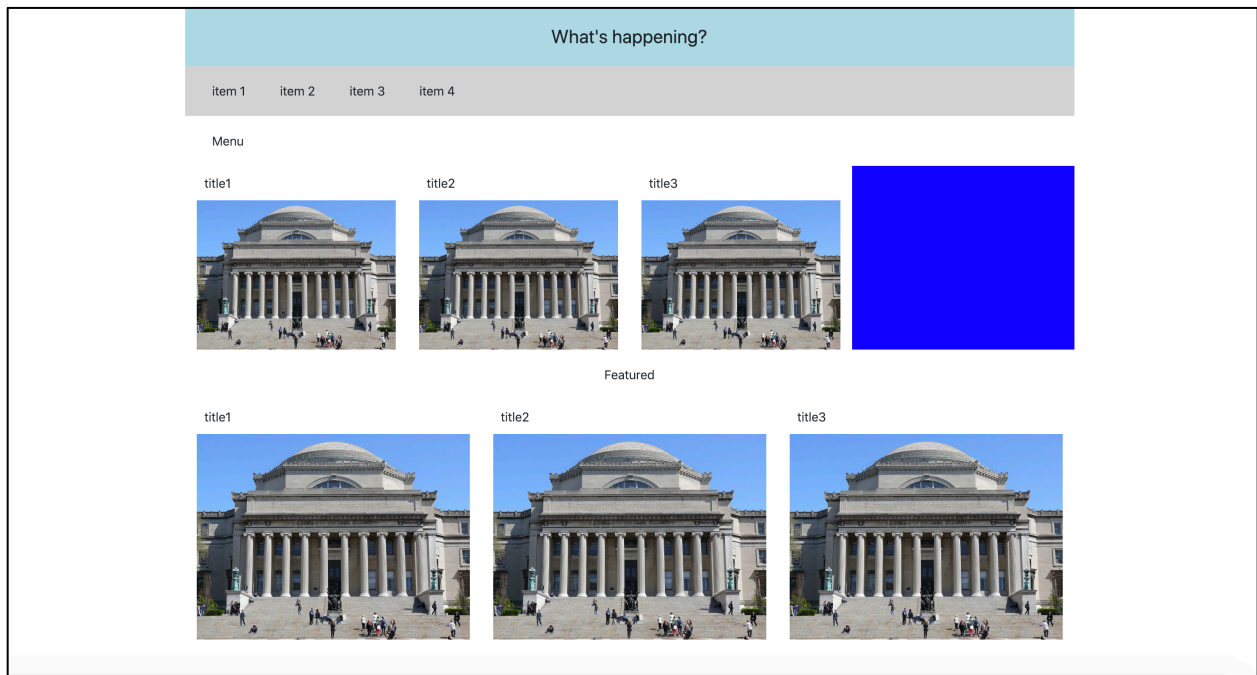 What's happening?
item 1 item 2 item 3 item 4
Menu
title1 title2 title3
Featured
title1 title2 title3